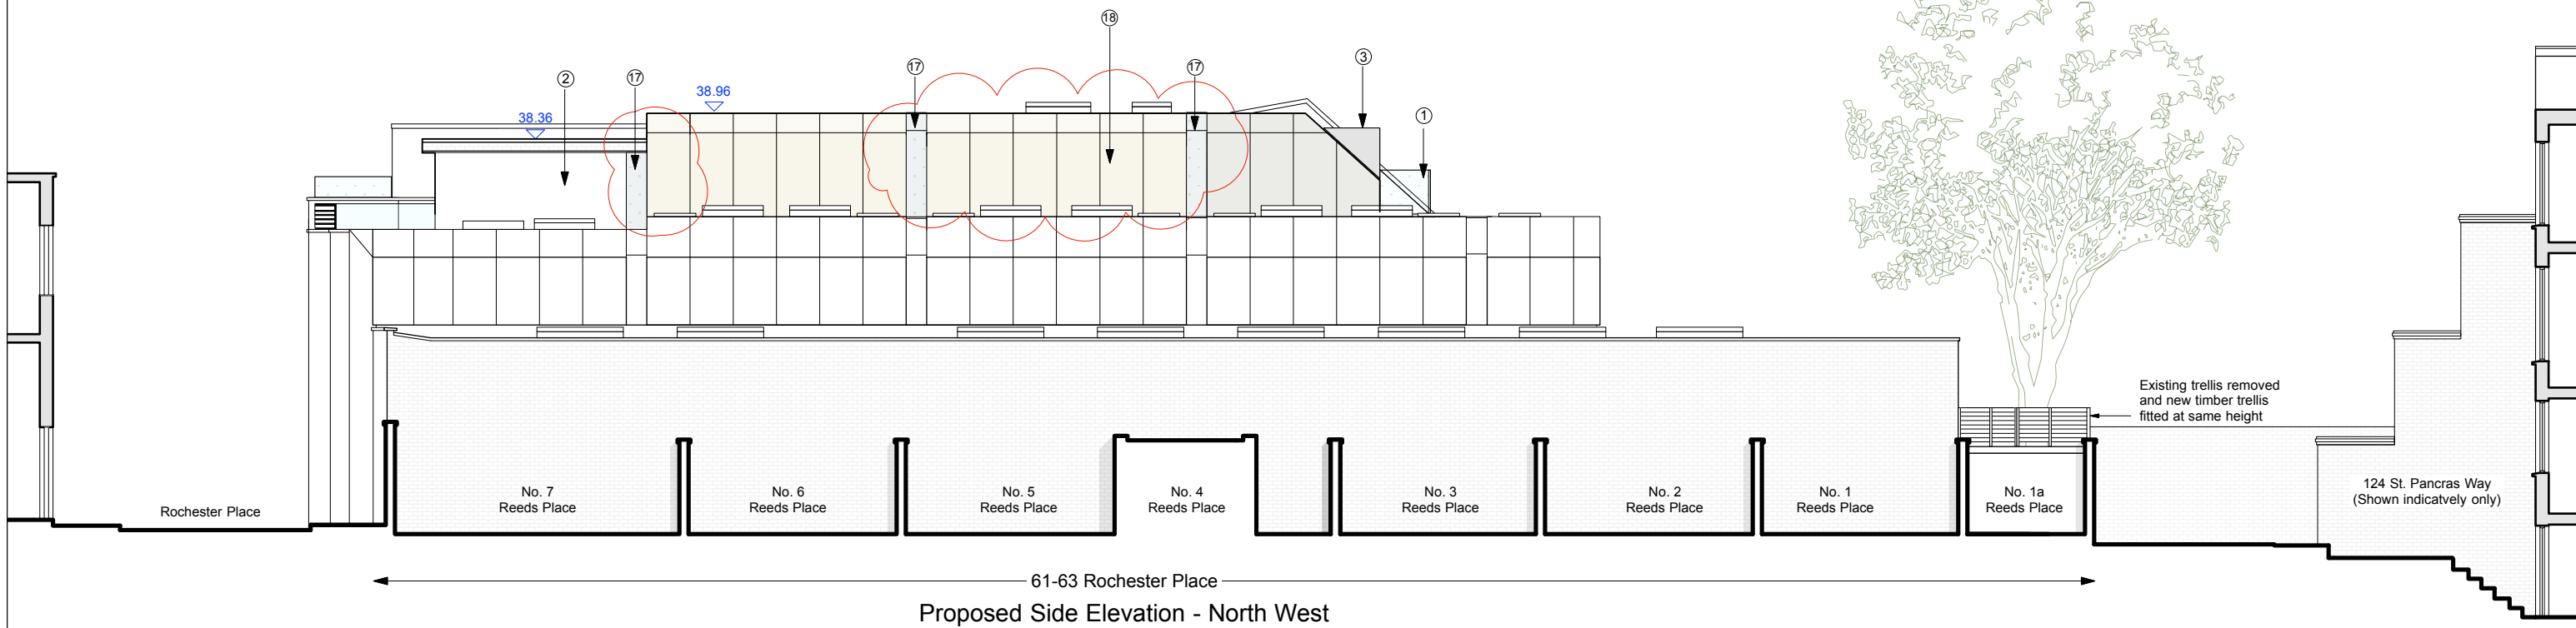 18
3
2
17
17
17
38.96
1
38.36
Existing trellis removed
and new timber trellis
fitted at same height
Rochester Place
No. 7
Reeds Place
No. 6
Reeds Place
No. 5
Reeds Place
No. 4
Reeds Place
No. 3
Reeds Place
No. 2
Reeds Place
No. 1
Reeds Place
No. 1a
Reeds Place
124 St. Pancras Way
(Shown indicatvely only)
61-63 Rochester Place
Proposed Side Elevation - North West